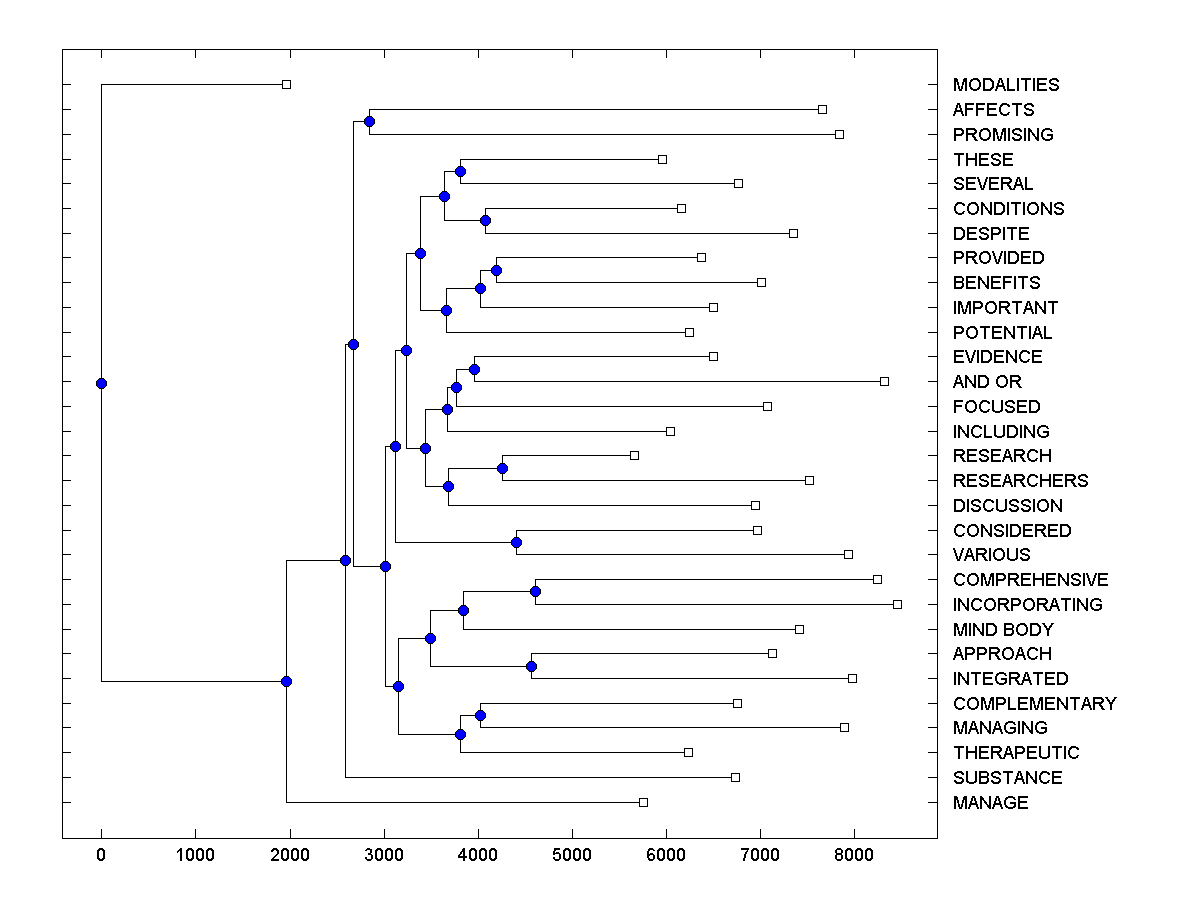 MODALITIES
AFFECTS
PROMISING
THESE
SEVERAL
CONDITIONS
DESPITE
PROVIDED
BENEFITS
IMPORTANT
POTENTIAL
EVIDENCE
AND OR
FOCUSED
INCLUDING
RESEARCH
RESEARCHERS
DISCUSSION
CONSIDERED
VARIOUS
COMPREHENSIVE
INCORPORATING
MIND BODY
APPROACH
INTEGRATED
COMPLEMENTARY
MANAGING
THERAPEUTIC
SUBSTANCE
MANAGE
0 1000 2000 3000 4000 5000 6000 7000 8000